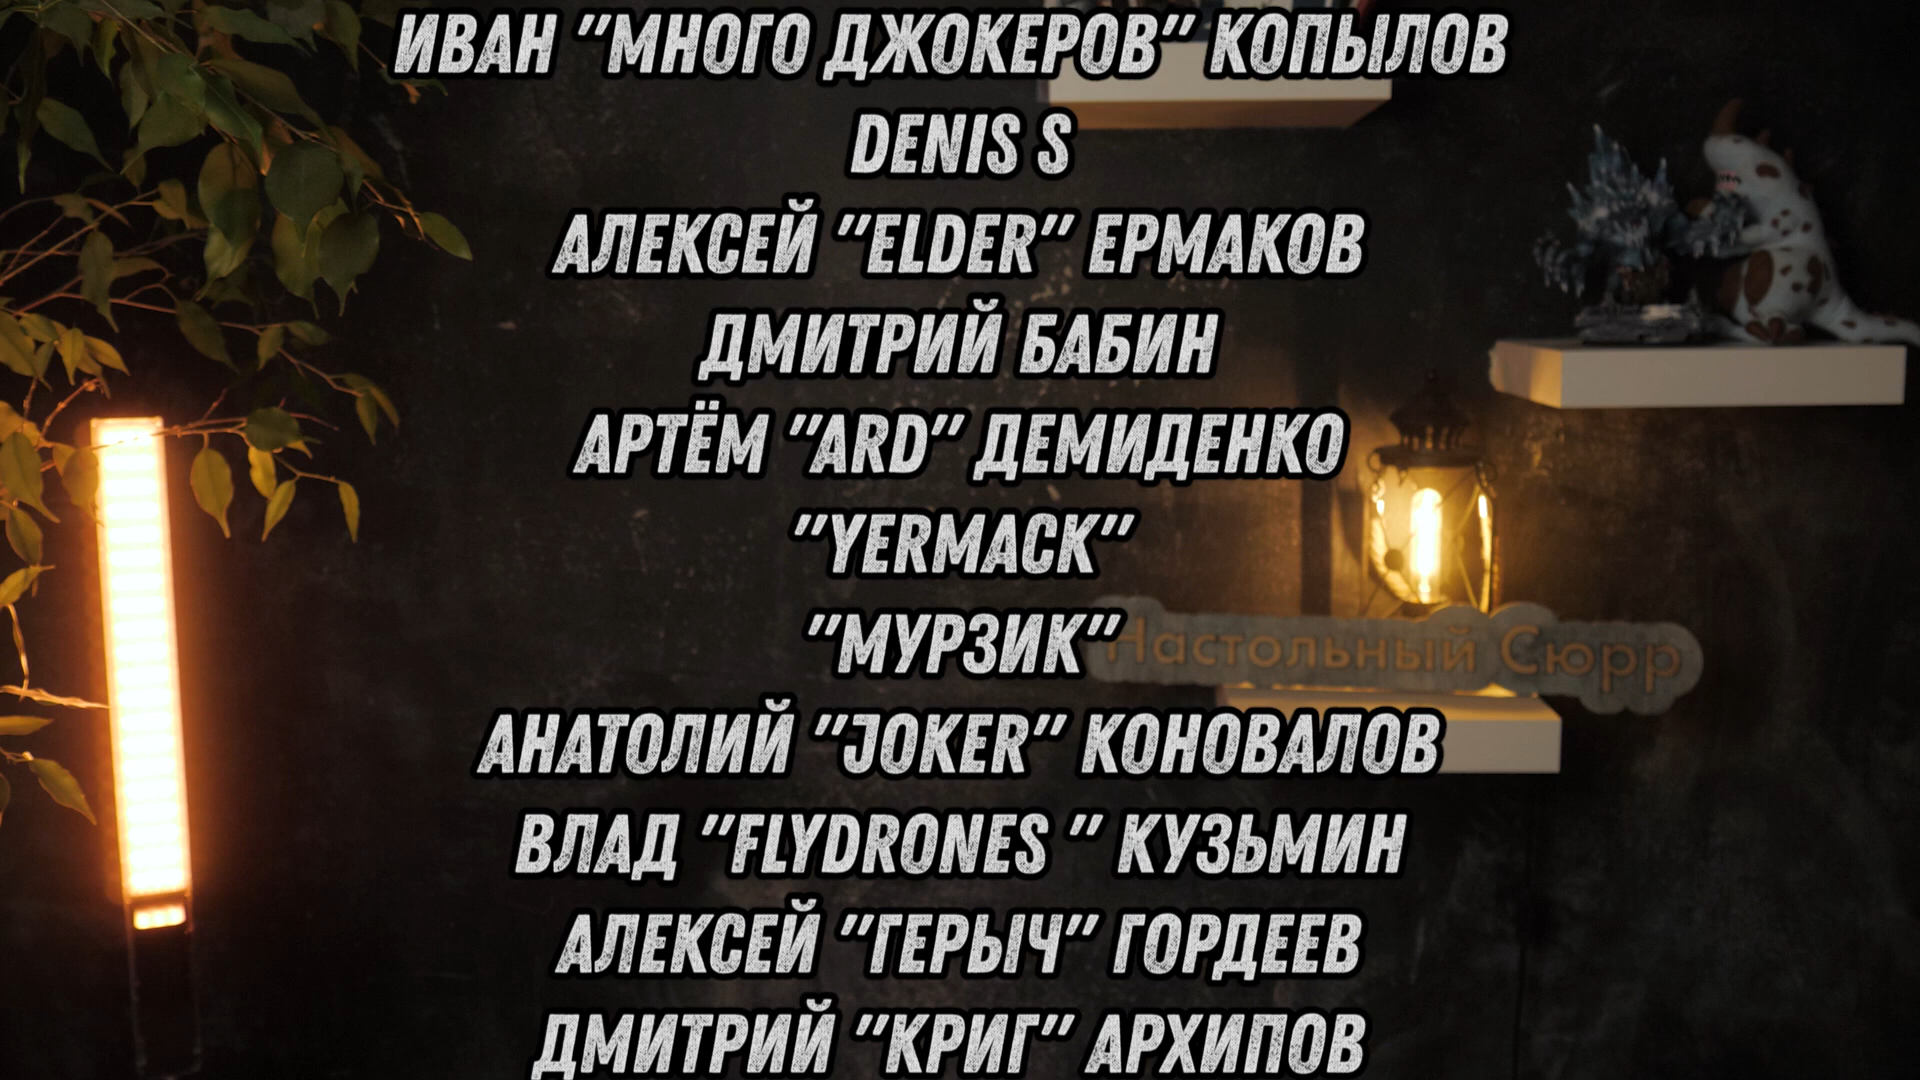 ИВАН "МНОГО ДЖОКЕРОВ" КОПЫЛОВ
DENIS S
АЛЕКСЕЙ "ELDER" ЕРМАКОВ
ДМИТРИЙ БАБИН
АРТЁМ "ARD" ДЕМИДЕНКО
"YERMACK"
"МУРЗИК"
Настольный Сюрр
АНАТОЛИЙ "JOKER" КОНОВАЛОВ
ВЛАД "FLYDRONES " КУЗЬМИН
АЛЕКСЕЙ "ГЕРЫЧ" ГОРДЕЕВ
ДМИТРИЙ "КРИГ" АРХИПОВ